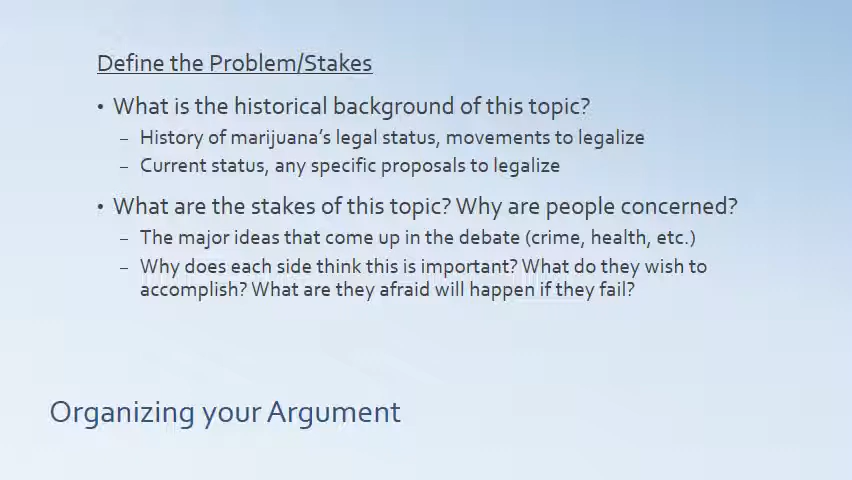 Define the Problem/Stakes
• What is the historical background of this topic?
– History of marijuana's legal status, movements to legalize
– Current status, any specific proposals to legalize
• What are the stakes of this topic? Why are people concerned?
– The major ideas that come up in the debate (crime, health, etc.)
– Why does each side think this is important? What do they wish to
accomplish? What are they afraid will happen if they fail?
Organizing your Argument